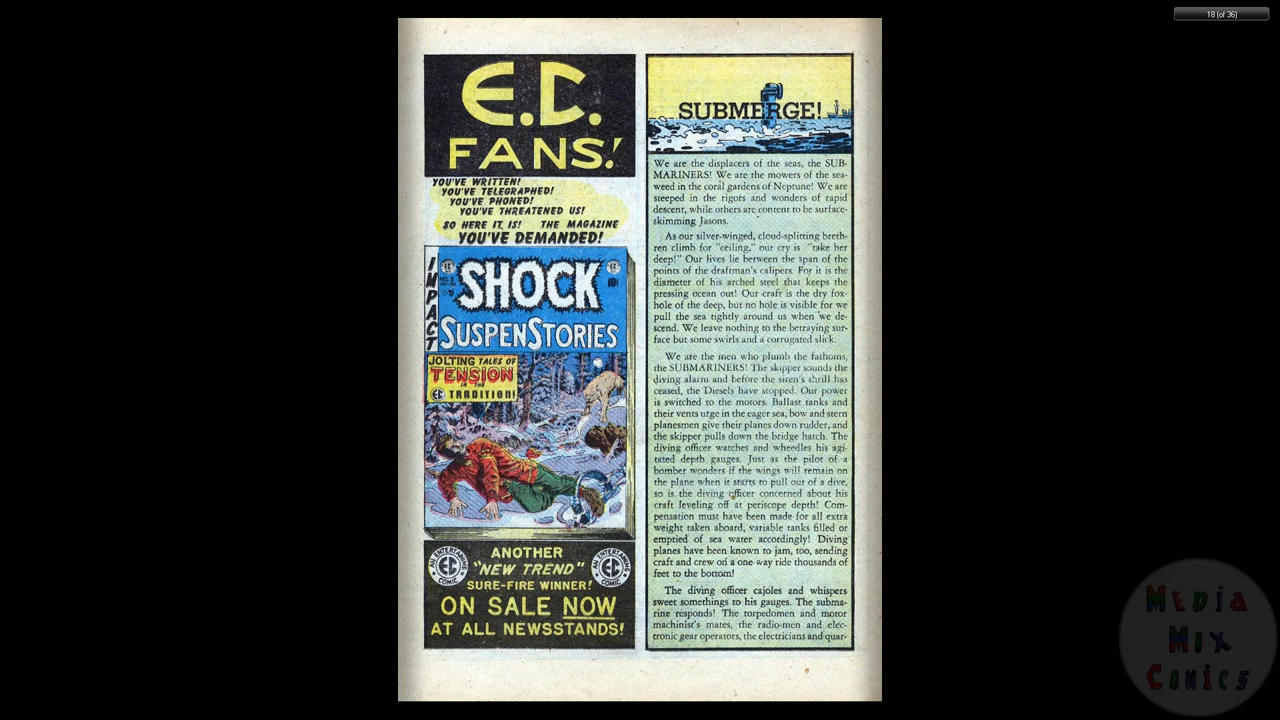 18 (of 36)
E.C.
FANS!
YOU'VE WRITTEN!
YOU'VE TELEGRAPHED!
YOU'VE PHONED!
YOU'VE THREATENED US!
SO HERE IT IS! THE MAGAZINE
YOU'VE DEMANDED!
IMPACT
10¢
SHOCK
SUSPENSTORIES
JOLTING TALES OF
TENSION
IN THE
EC TRADITION!
ANOTHER
"NEW TREND"
SURE-FIRE WINNER!
AN ENTERTAINING
EC
COMIC
AN ENTERTAINING
EC
COMIC
ON SALE NOW
AT ALL NEWSSTANDS!
SUBMERGE!
We are the displacers of the seas, the SUB-
MARINERS! We are the mowers of the sea-
weed in the coral gardens of Neptune! We are
steeped in the rigors and wonders of rapid
descent, while others are content to be surface-
skimming Jasons.
As our silver-winged, cloud-splitting breth-
ren climb for "ceiling," our cry is "take her
deep!" Our lives lie between the span of the
points of the draftman's calipers. For it is the
diameter of his arched steel that keeps the
pressing ocean out! Our craft is the dry fox-
hole of the deep, but no hole is visible for we
pull the sea tightly around us when we de-
scend. We leave nothing to the betraying sur-
face but some swirls and a corrugated slick.
We are the men who plumb the fathoms,
the SUBMARINERS! The skipper sounds the
diving alarm and before the siren's shrill has
ceased, the Diesels have stopped. Our power
is switched to the motors. Ballast tanks and
their vents urge in the eager sea, bow and stern
planesmen give their planes down rudder, and
the skipper pulls down the bridge hatch. The
diving officer watches and wheedles his agi-
tated depth gauges. Just as the pilot of a
bomber wonders if the wings will remain on
the plane when it starts to pull out of a dive,
so is the diving officer concerned about his
craft leveling off at periscope depth! Com-
pensation must have been made for all extra
weight taken aboard, variable tanks filled or
emptied of sea water accordingly! Diving
planes have been known to jam, too, sending
craft and crew on a one-way ride thousands of
feet to the bottom!
The diving officer cajoles and whispers
sweet somethings to his gauges. The subma-
rine responds! The torpedomen and motor
machinist's mates, the radio-men and elec-
tronic gear operators, the electricians and quar-
Media
Mix
Comics